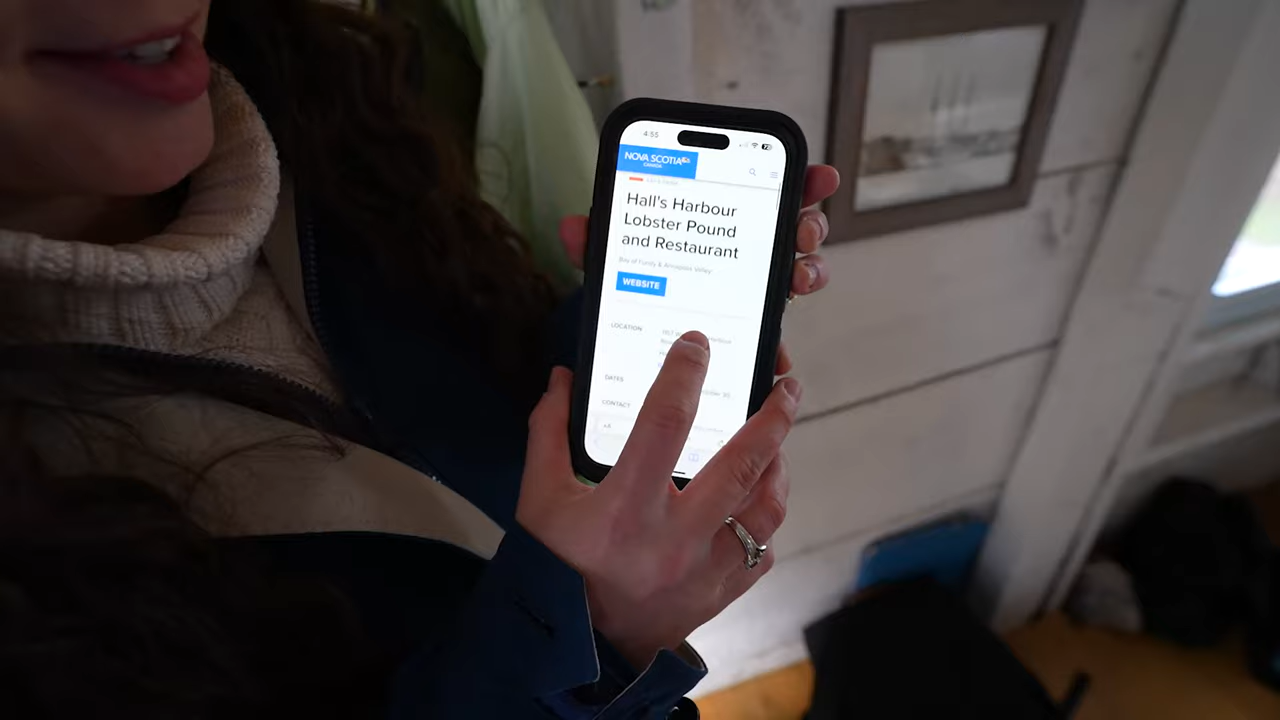 4:55
72
NOVA SCOTIA
CANADA
Hall's Harbour
Lobster Pound
and Restaurant
Bay of Fundy & Annapolis Valley
WEBSITE
LOCATION
DATES
CONTACT